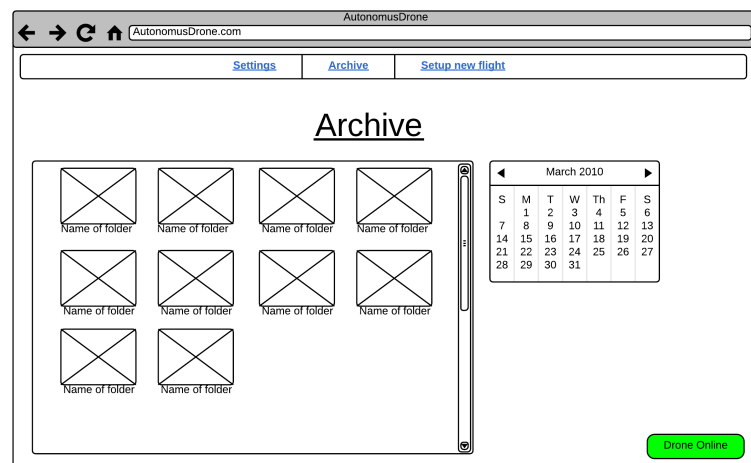 AutonomusDrone
AutonomusDrone.com
Settings Archive Setup new flight
Archive
Name of folder Name of folder Name of folder Name of folder
Name of folder Name of folder Name of folder Name of folder
Name of folder Name of folder
March 2010
S M T W Th F S
1 2 3 4 5 6
7 8 9 10 11 12 13
14 15 16 17 18 19 20
21 22 23 24 25 26 27
28 29 30 31
Drone Online